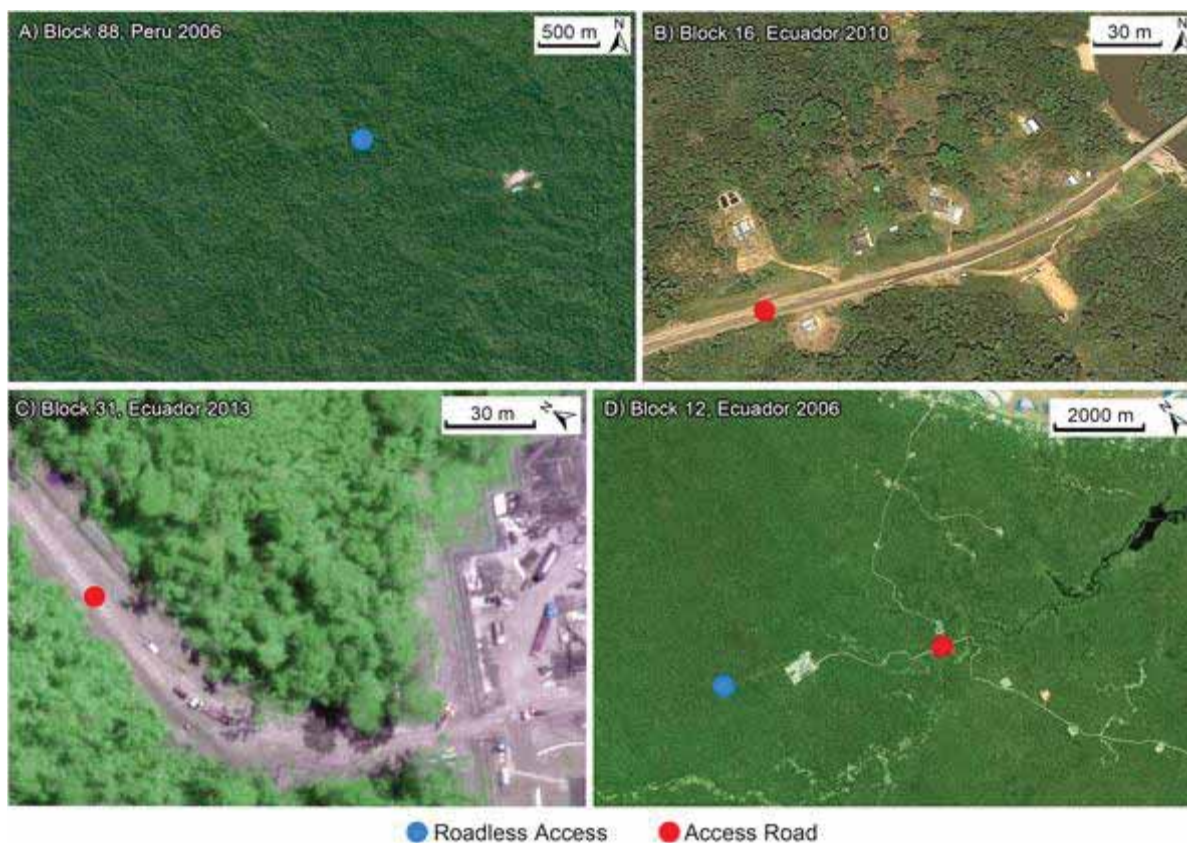 A) Block 88, Peru 2006
500 m
N
B) Block 16, Ecuador 2010
30 m
N
C) Block 31, Ecuador 2013
30 m
N
D) Block 12, Ecuador 2006
2000 m
N
Roadless Access
Access Road